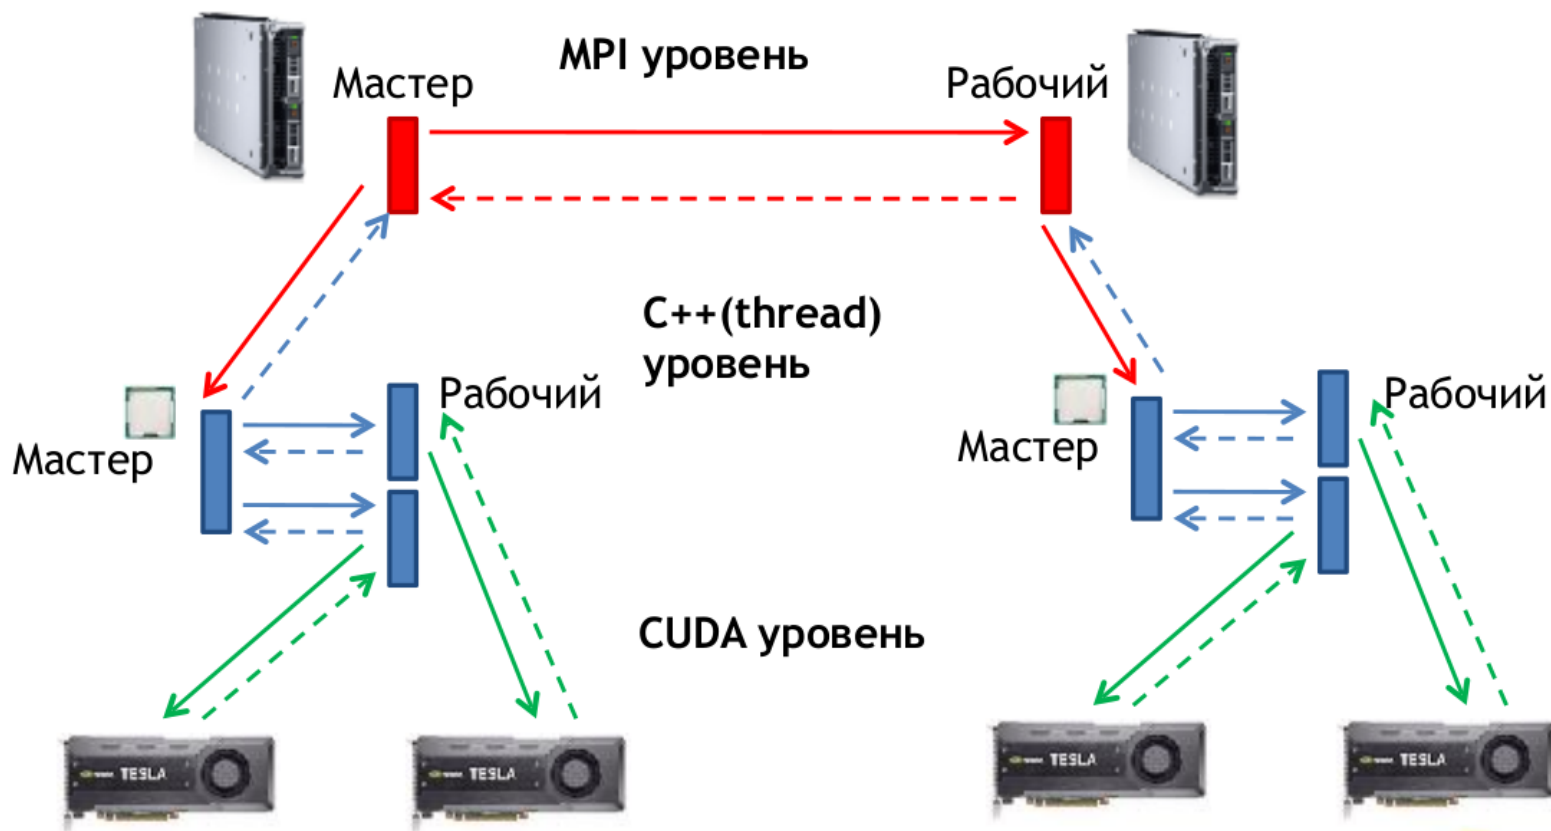 MPI уровень
Мастер
Рабочий
C++(thread)
уровень
Рабочий
Рабочий
Мастер
Мастер
CUDA уровень
TESLA
TESLA
TESLA
TESLA